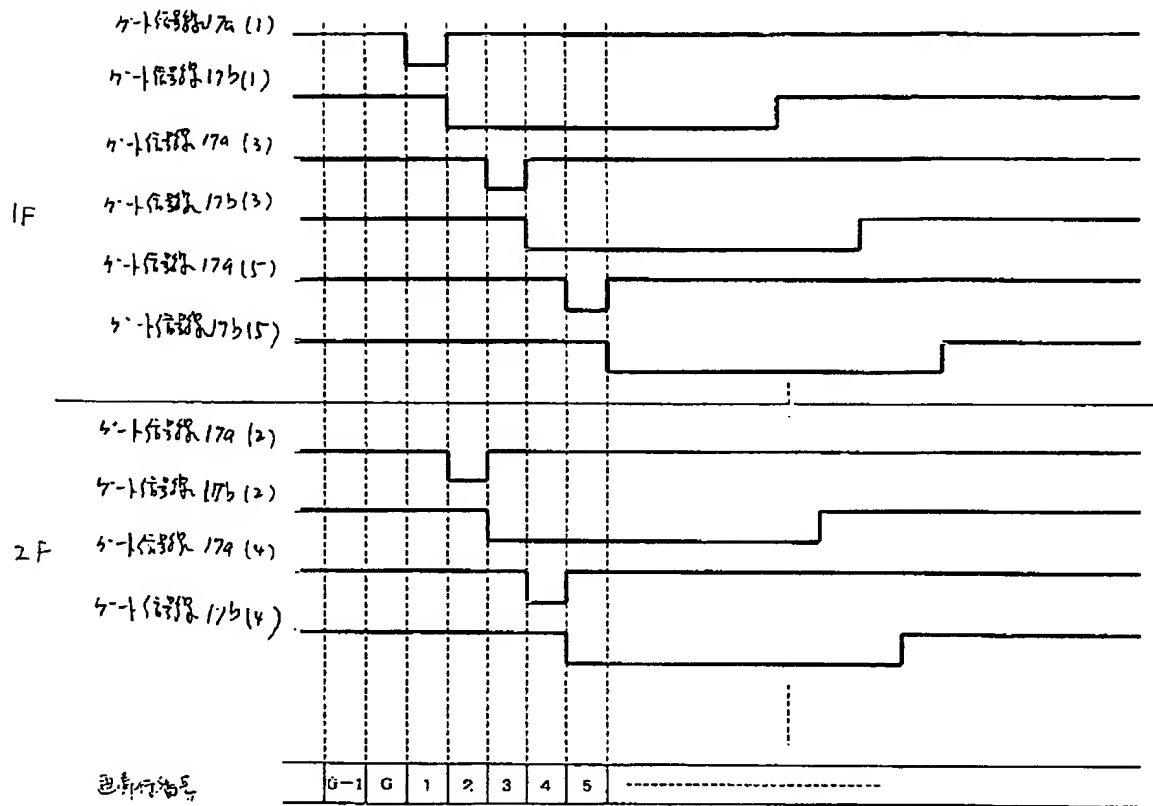 ゲート信号線17a(1)
ゲート信号線17b(1)
ゲート信号線17a(3)
1F
ゲート信号線17b(3)
ゲート信号線17a(5)
ゲート信号線17b(5)
ゲート信号線17a(2)
ゲート信号線17b(2)
2F
ゲート信号線17a(4)
ゲート信号線17b(4)
画素行番号 G-1 G 1 2 3 4 5